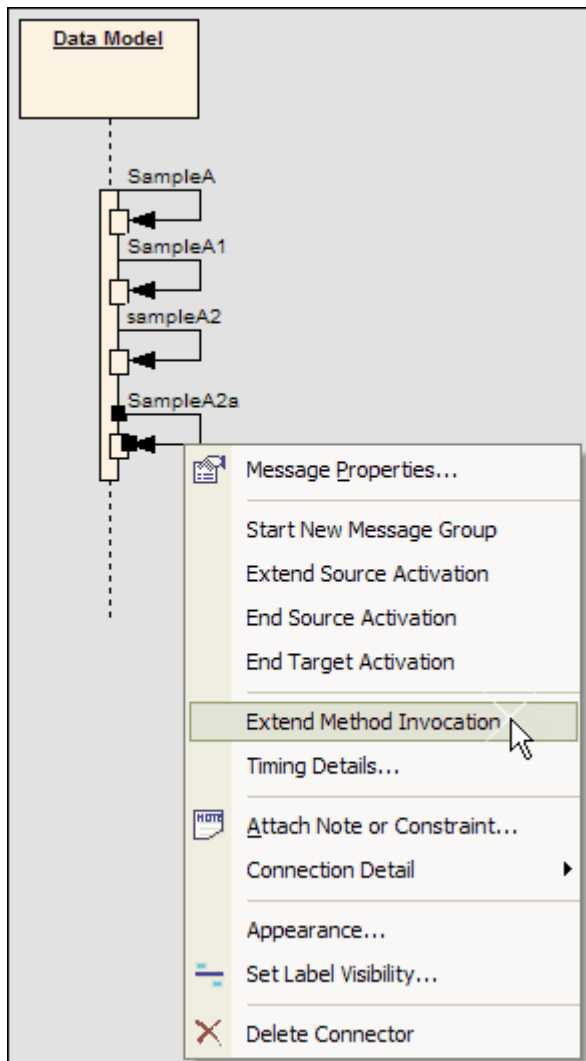 Data Model
SampleA
SampleA1
sampleA2
SampleA2a
Message Properties...
Start New Message Group
Extend Source Activation
End Source Activation
End Target Activation
Extend Method Invocation
Timing Details...
NOTE
Attach Note or Constraint...
Connection Detail
Appearance...
Set Label Visibility...
Delete Connector